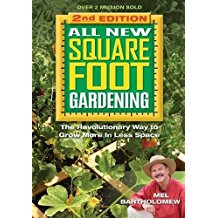 OVER 2 MILLION SOLD
2nd EDITION
ALL NEW
SQUARE
FOOT
GARDENING
The Revolutionary Way to
Grow More In Less Space
MEL
BARTHOLOMEW